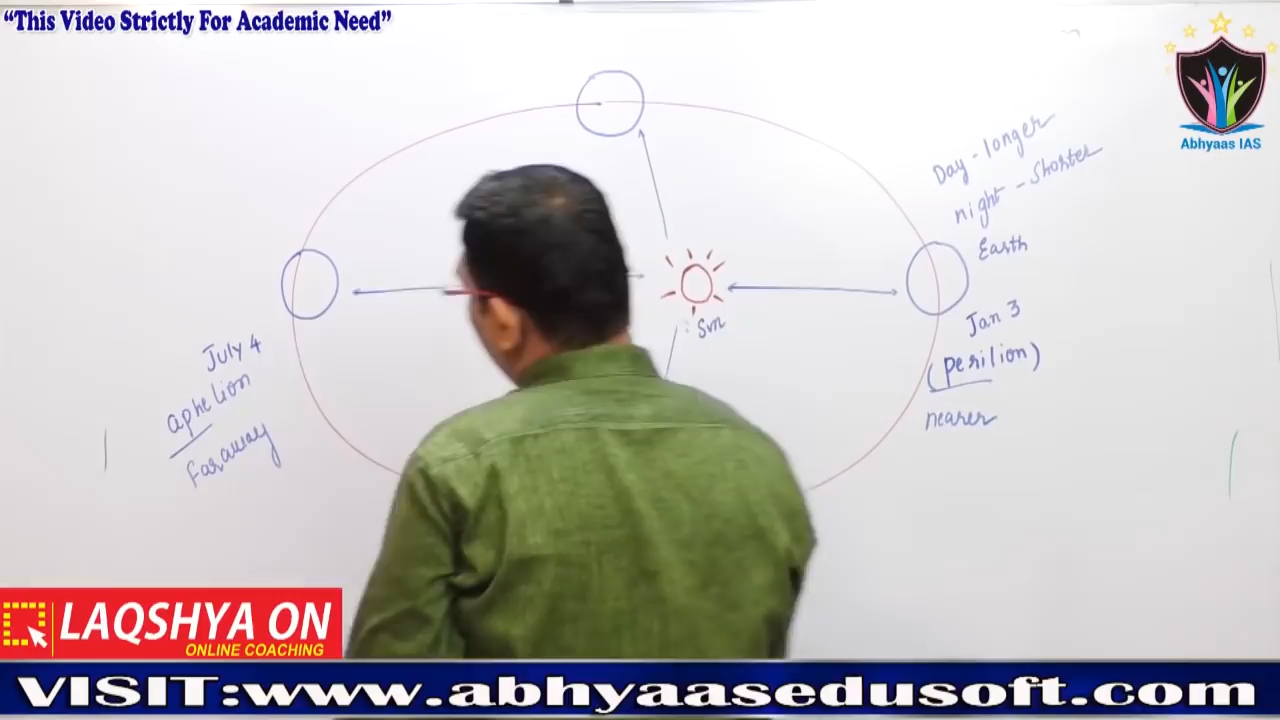 “This Video Strictly For Academic Need”
Abhyaas IAS
Day - longer
night - Shorter
Earth
Jan 3
(perilion)
nearer
Sun
July 4
aphelion
Faraway
LAQSHYA ON
ONLINE COACHING
VISIT:www.abhyaasedusoft.com